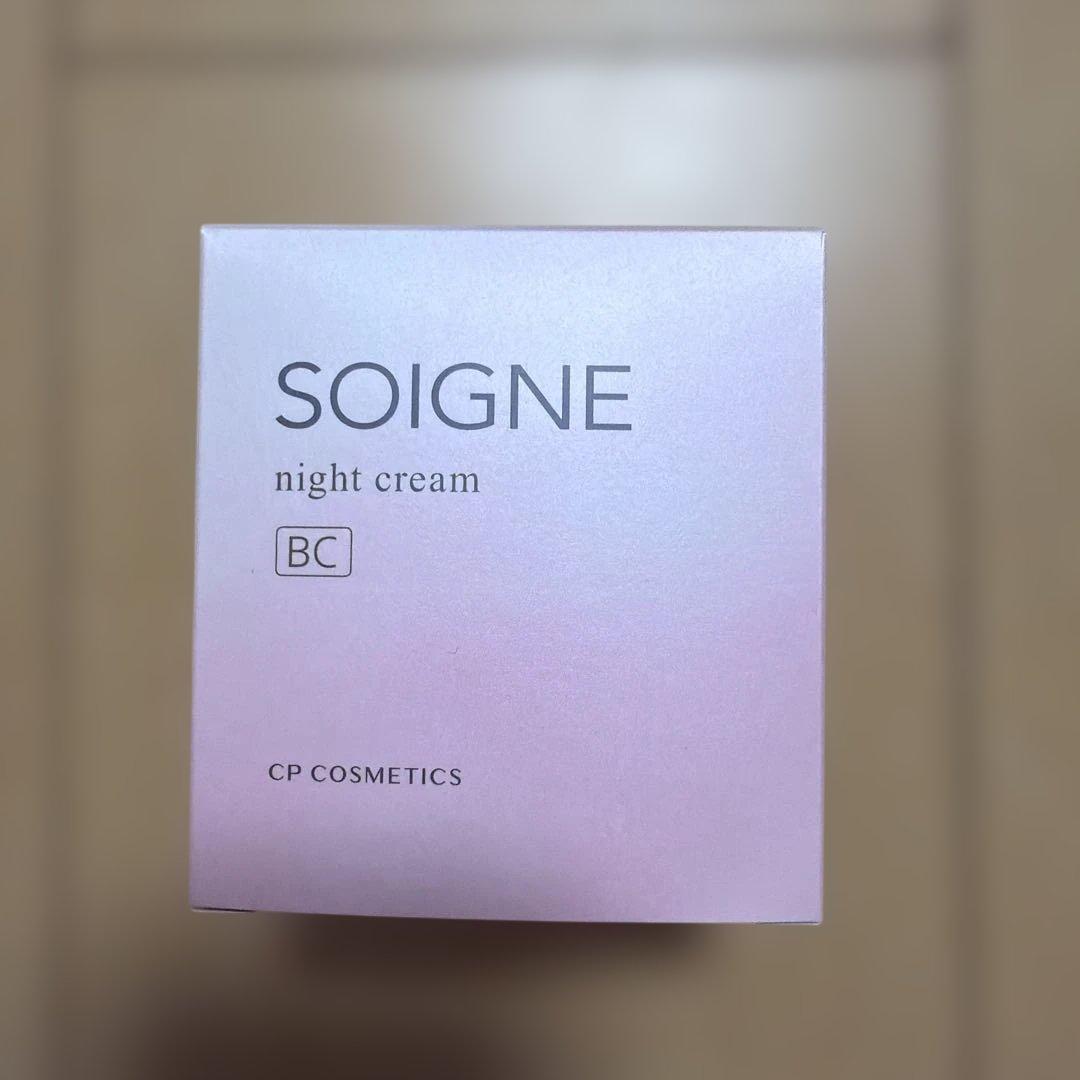 SOIGNE
night cream
BC
CP COSMETICS